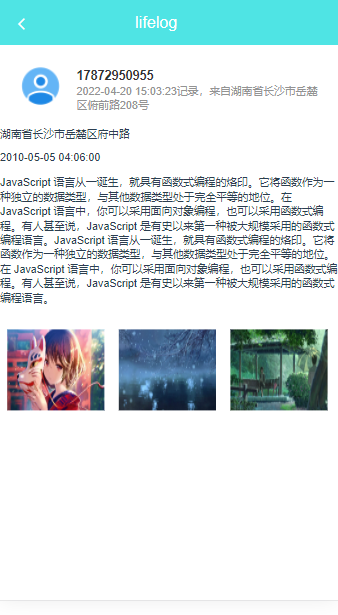 lifelog
17872950955
2022-04-20 15:03:23记录，来自湖南省长沙市岳麓
区府前路208号
湖南省长沙市岳麓区府中路
2010-05-05 04:06:00
JavaScript 语言从一诞生，就具有函数式编程的烙印。它将函数作为一
种独立的数据类型，与其他数据类型处于完全平等的地位。在
JavaScript 语言中，你可以采用面向对象编程，也可以采用函数式编
程。有人甚至说，JavaScript 是有史以来第一种被大规模采用的函数式
编程语言。JavaScript 语言从一诞生，就具有函数式编程的烙印。它将
函数作为一种独立的数据类型，与其他数据类型处于完全平等的地位。
在 JavaScript 语言中，你可以采用面向对象编程，也可以采用函数式编
程。有人甚至说，JavaScript 是有史以来第一种被大规模采用的函数式
编程语言。